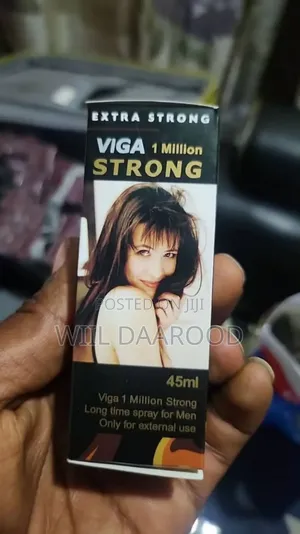 EXTRA STRONG
VIGA 1 Million
STRONG
POSTED ON JIJI
WIIL DAAROOD
45ml
Viga 1 Million Strong
Long time spray for Men
Only for external use